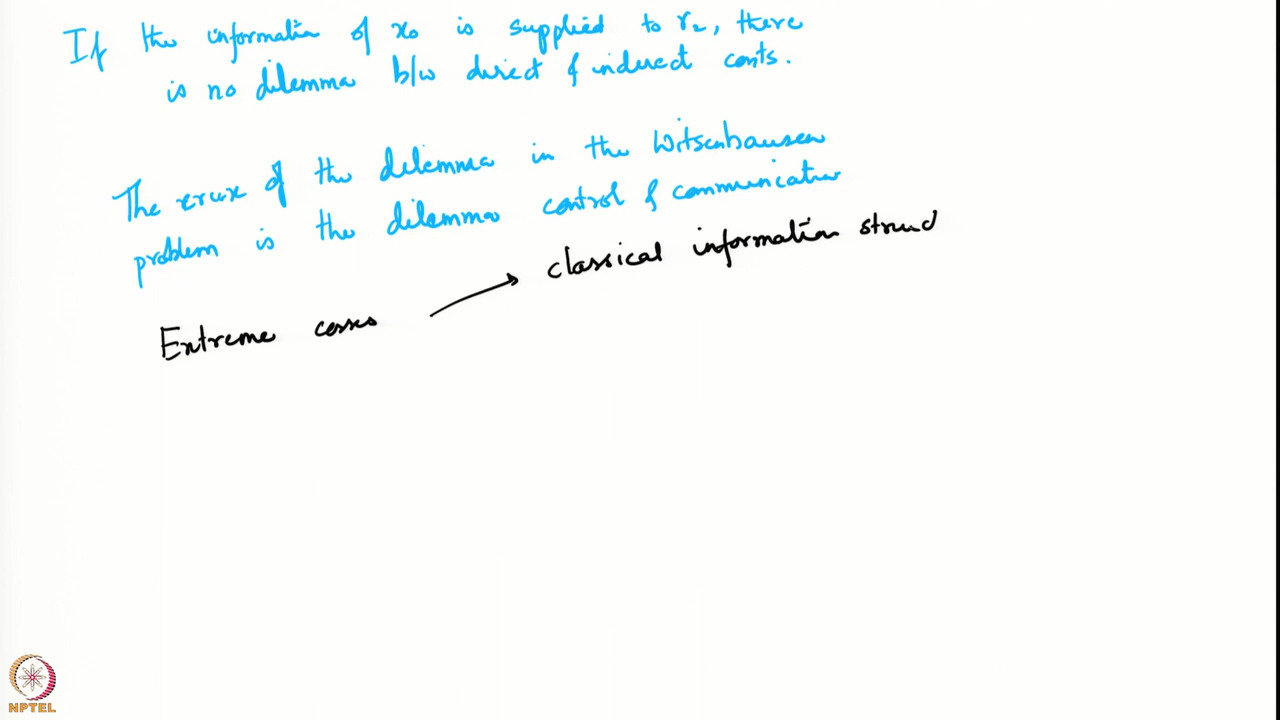 If the information of x₀ is supplied to γ₂, there
is no dilemma b/w direct & indirect costs.
The crux of the dilemma in the Witsenhausen
problem is the dilemma control & communication
classical information struc
Extreme cases
NPTEL